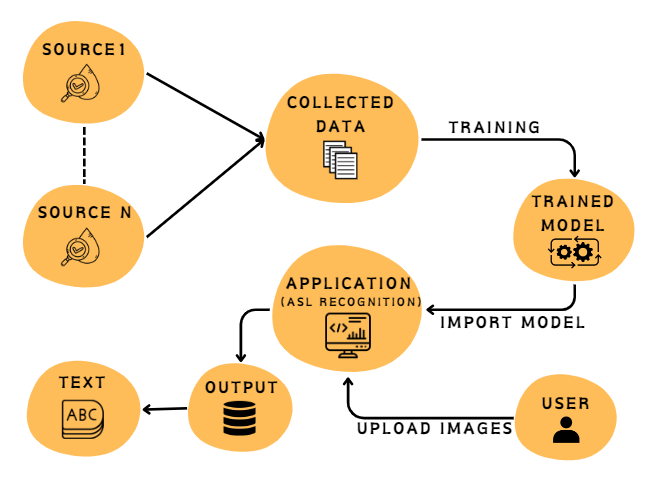 SOURCE1
COLLECTED
DATA
TRAINING
SOURCE N
TRAINED
MODEL
APPLICATION
(ASL RECOGNITION)
</>
IMPORT MODEL
TEXT
ABC
OUTPUT
USER
UPLOAD IMAGES